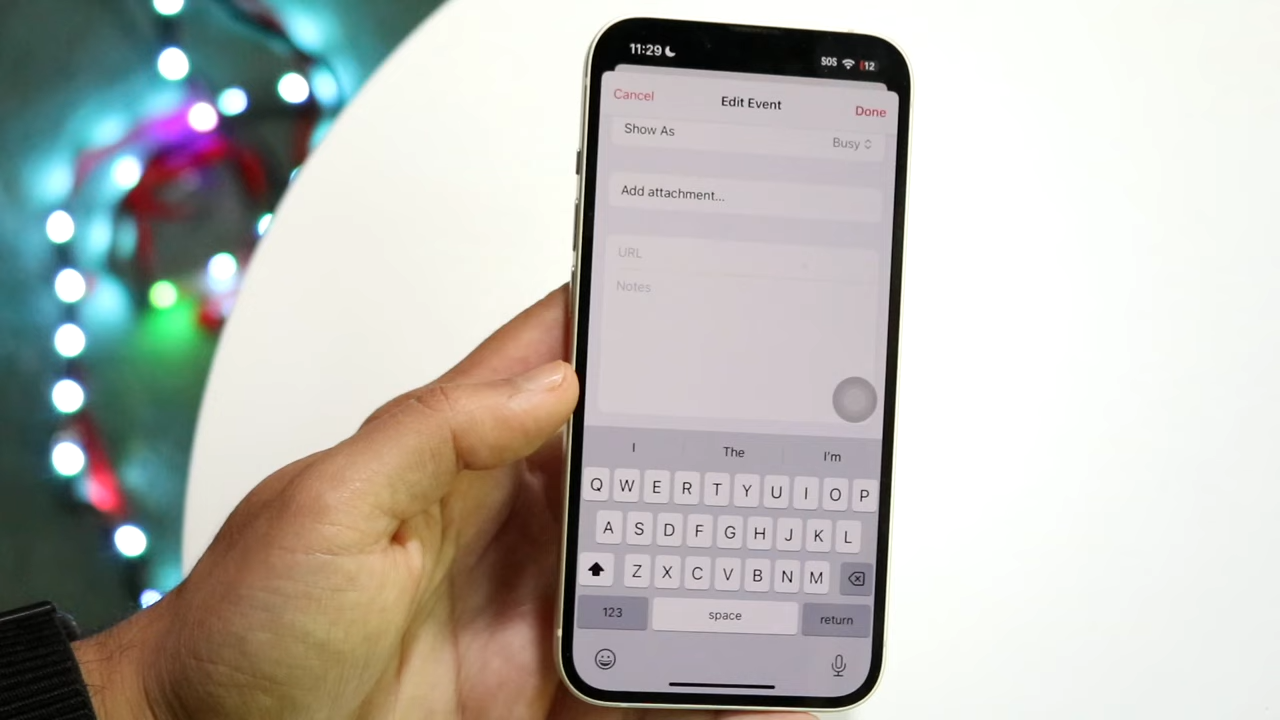 11:29
SOS 12
Cancel Edit Event Done
Show As Busy
Add attachment...
URL
Notes
I The I'm
Q W E R T Y U I O P
A S D F G H J K L
Z X C V B N M
123 space return